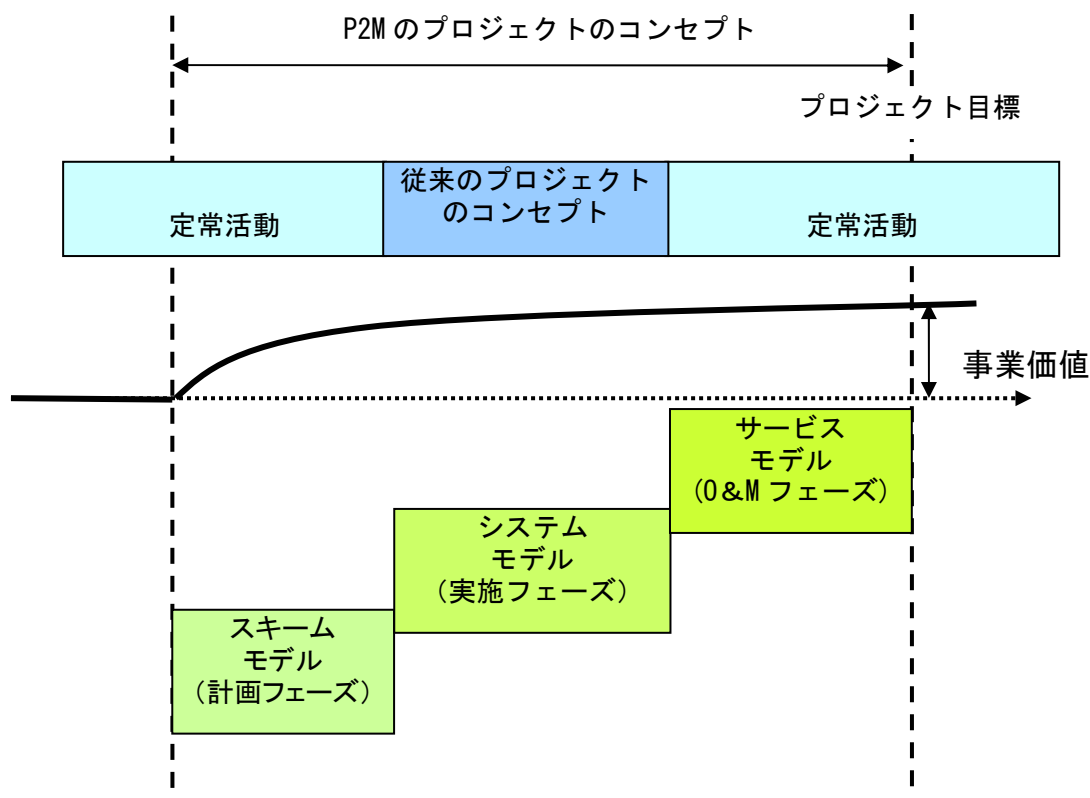 P2M のプロジェクトのコンセプト
プロジェクト目標
定常活動
従来のプロジェクト
のコンセプト
定常活動
事業価値
サービス
モデル
(O&M フェーズ)
システム
モデル
(実施フェーズ)
スキーム
モデル
(計画フェーズ)